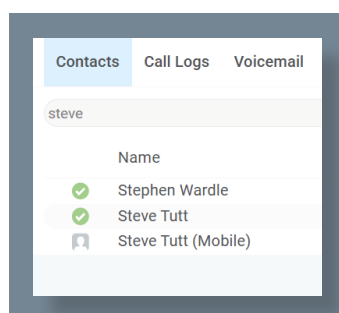 Contacts Call Logs Voicemail
steve
Name
Stephen Wardle
Steve Tutt
Steve Tutt (Mobile)